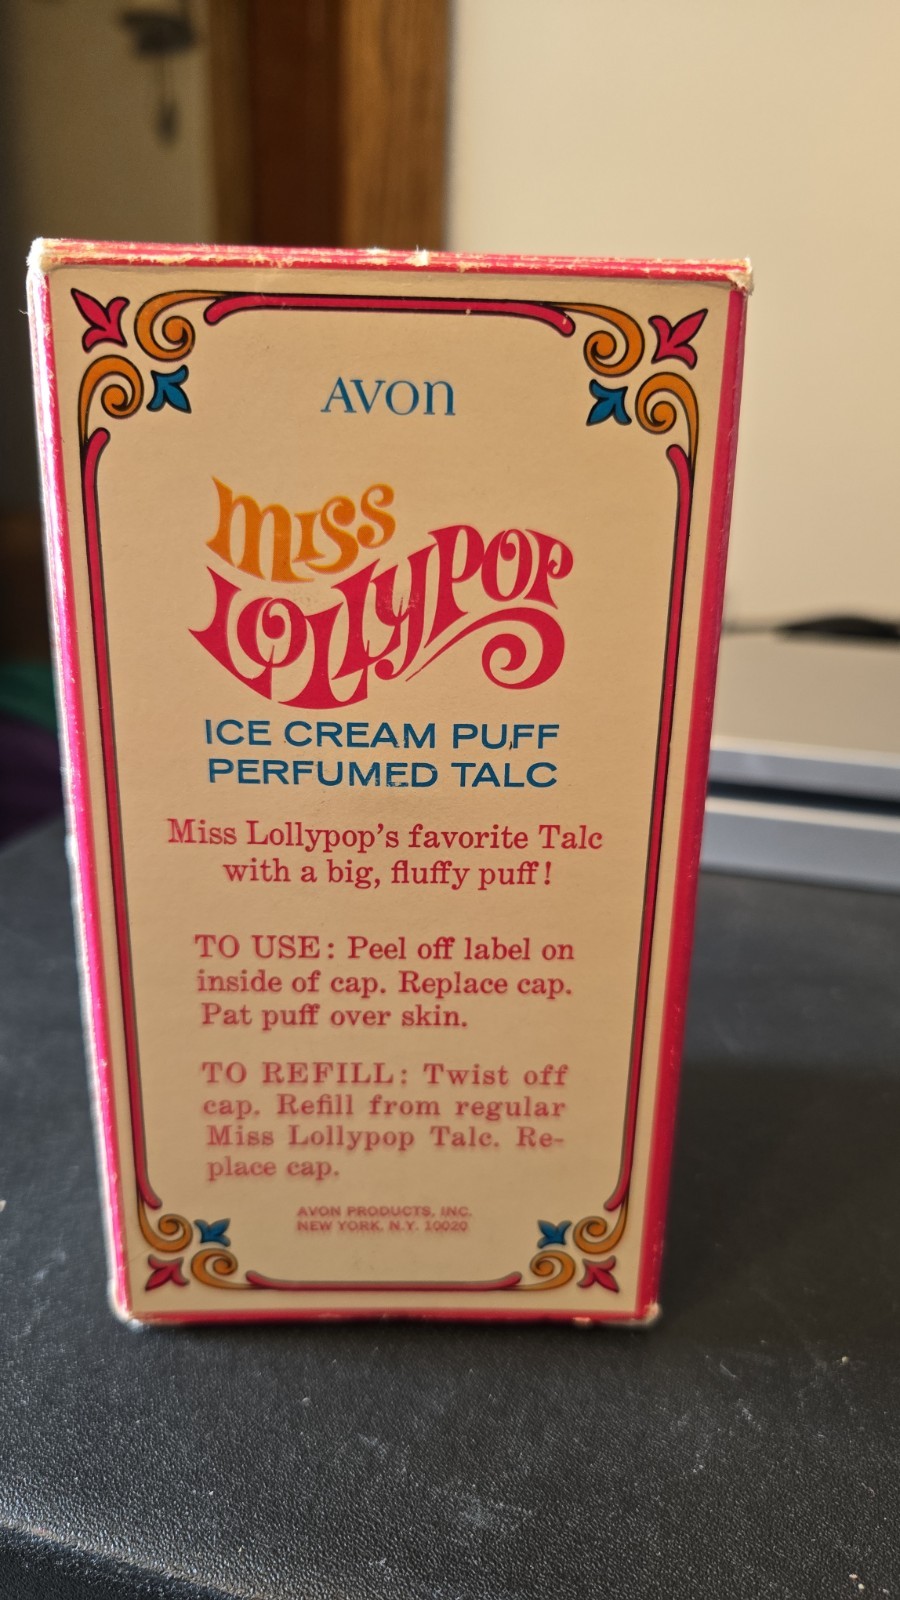 AVON
MISS
LOLLYPOP
ICE CREAM PUFF
PERFUMED TALC
Miss Lollypop's favorite Talc
with a big, fluffy puff!
TO USE: Peel off label on
inside of cap. Replace cap.
Pat puff over skin.
TO REFILL: Twist off
cap. Refill from regular
Miss Lollypop Talc. Re-
place cap.
AVON PRODUCTS, INC.
NEW YORK, N.Y. 10020